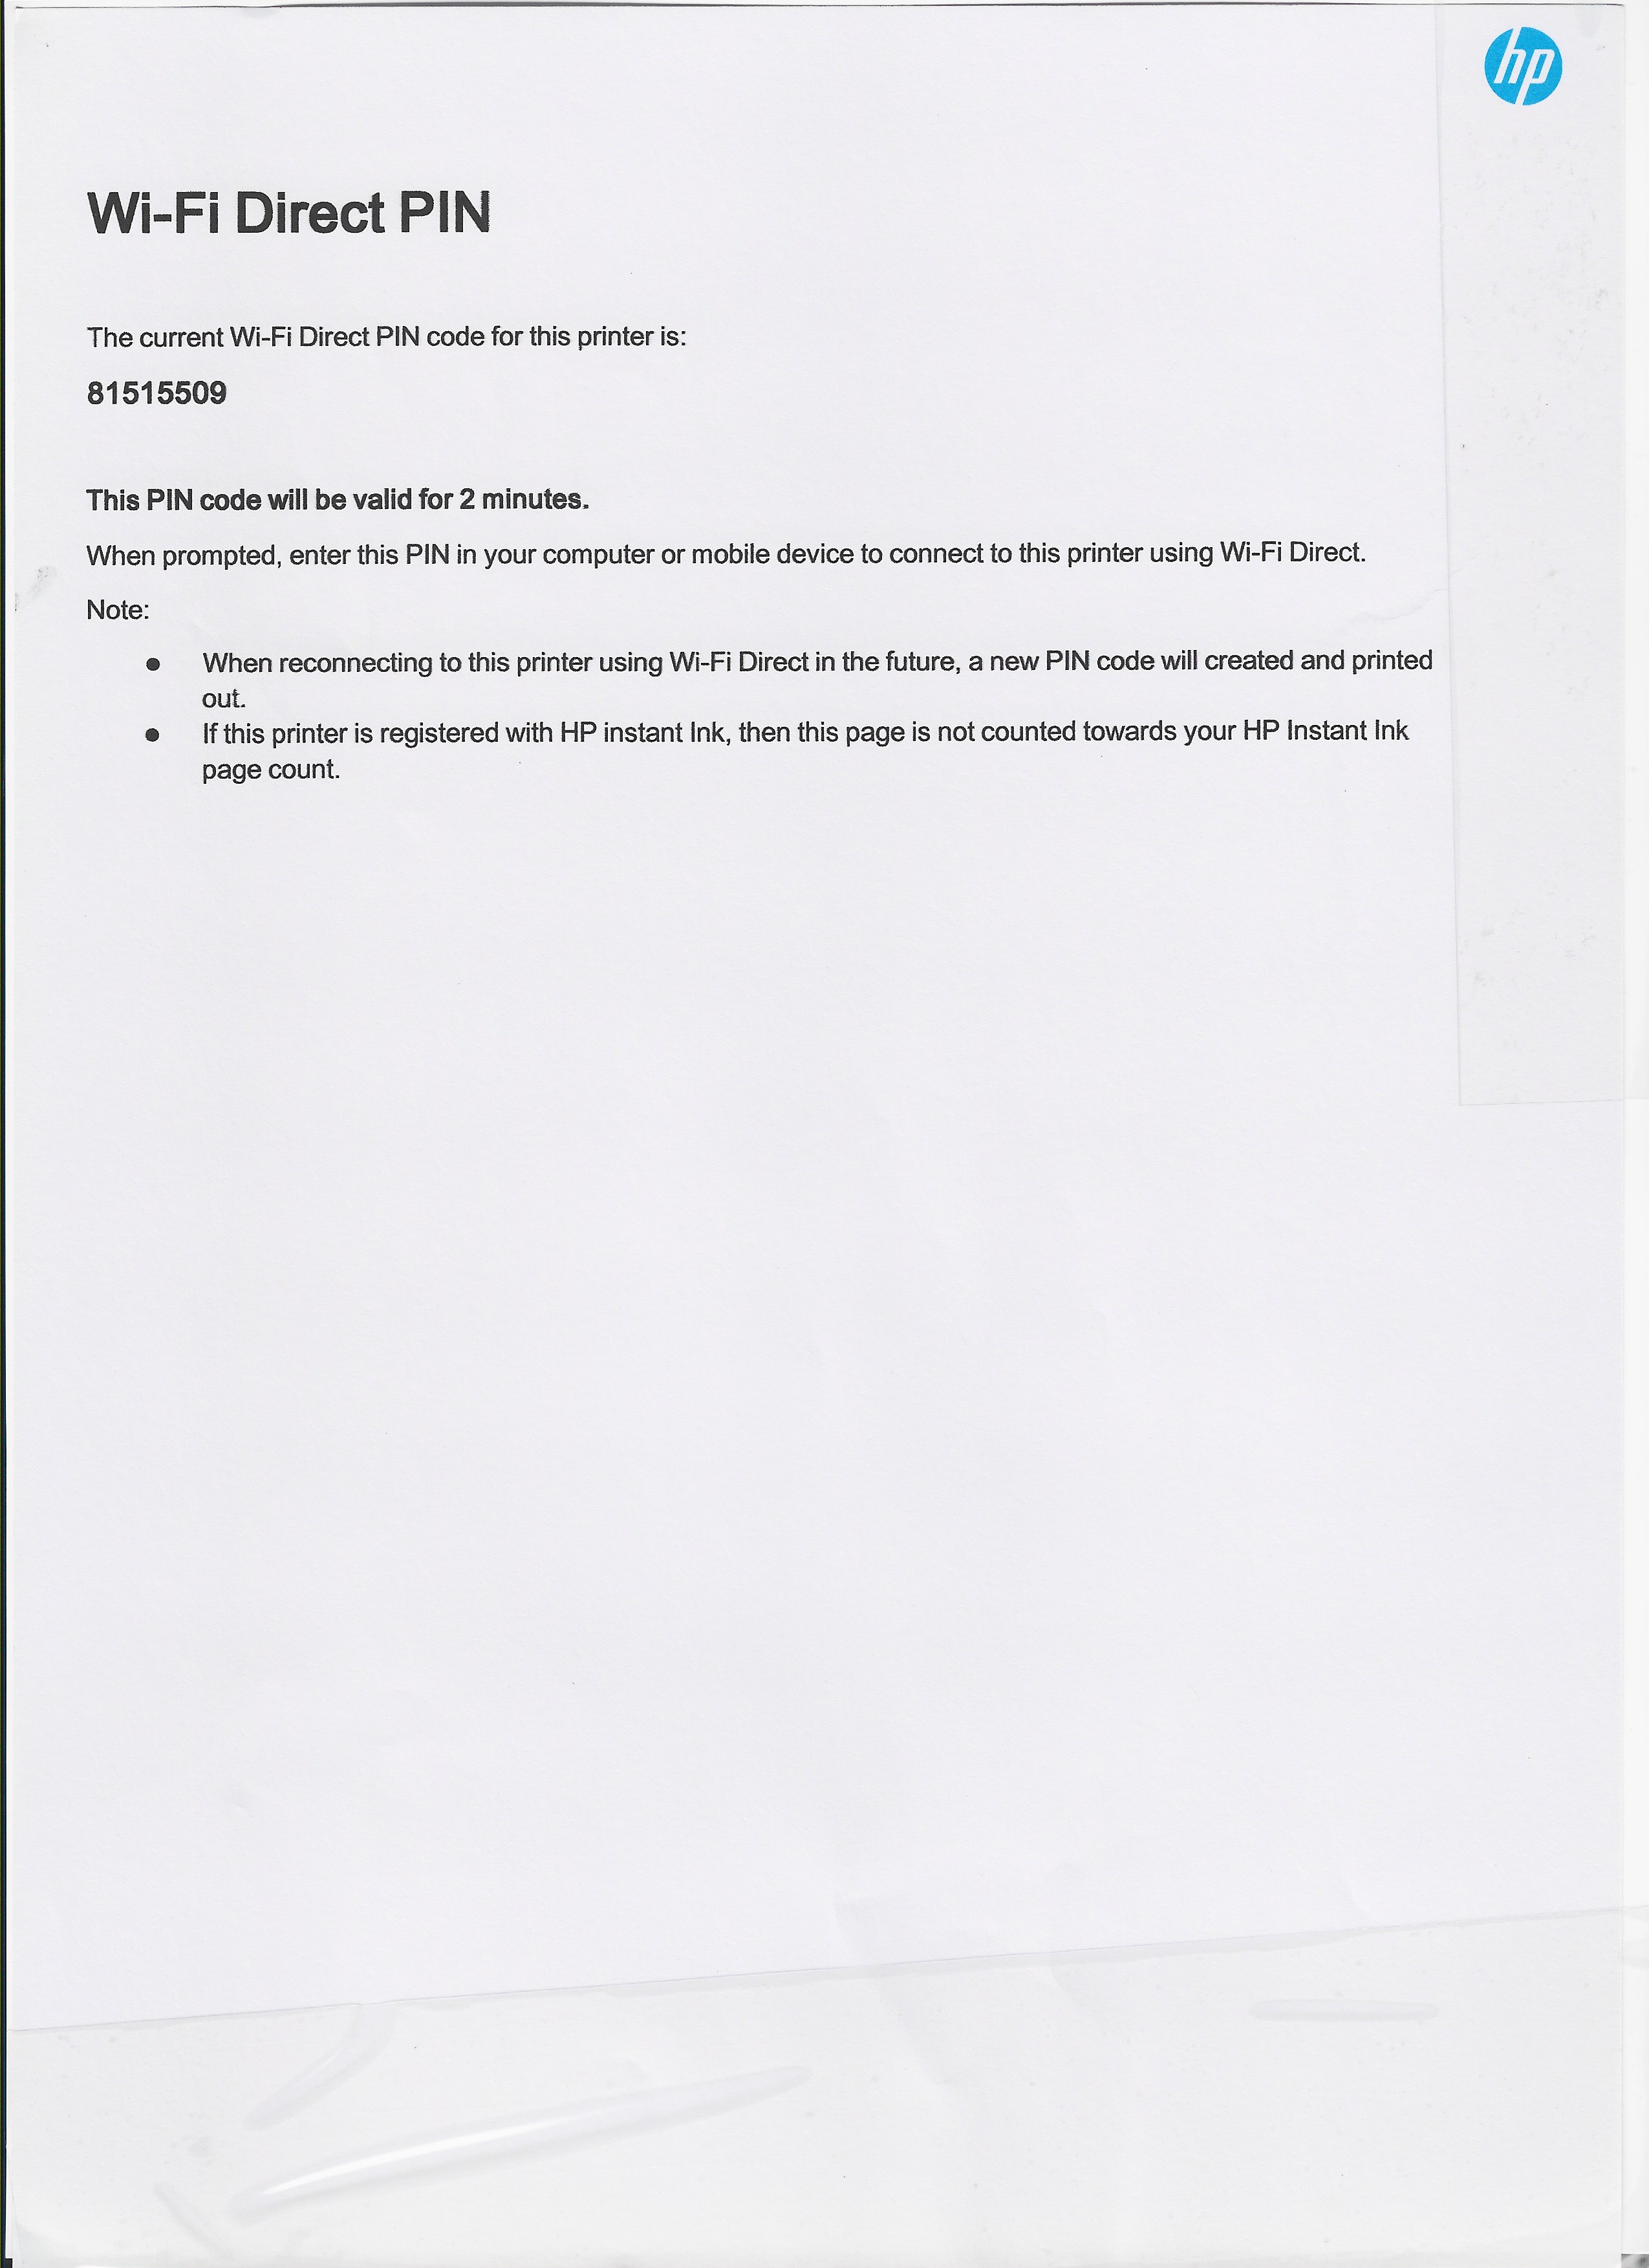 hp
Wi-Fi Direct PIN
The current Wi-Fi Direct PIN code for this printer is:
81515509
This PIN code will be valid for 2 minutes.
When prompted, enter this PIN in your computer or mobile device to connect to this printer using Wi-Fi Direct.
Note:
● When reconnecting to this printer using Wi-Fi Direct in the future, a new PIN code will created and printed
out.
● If this printer is registered with HP instant Ink, then this page is not counted towards your HP Instant Ink
page count.